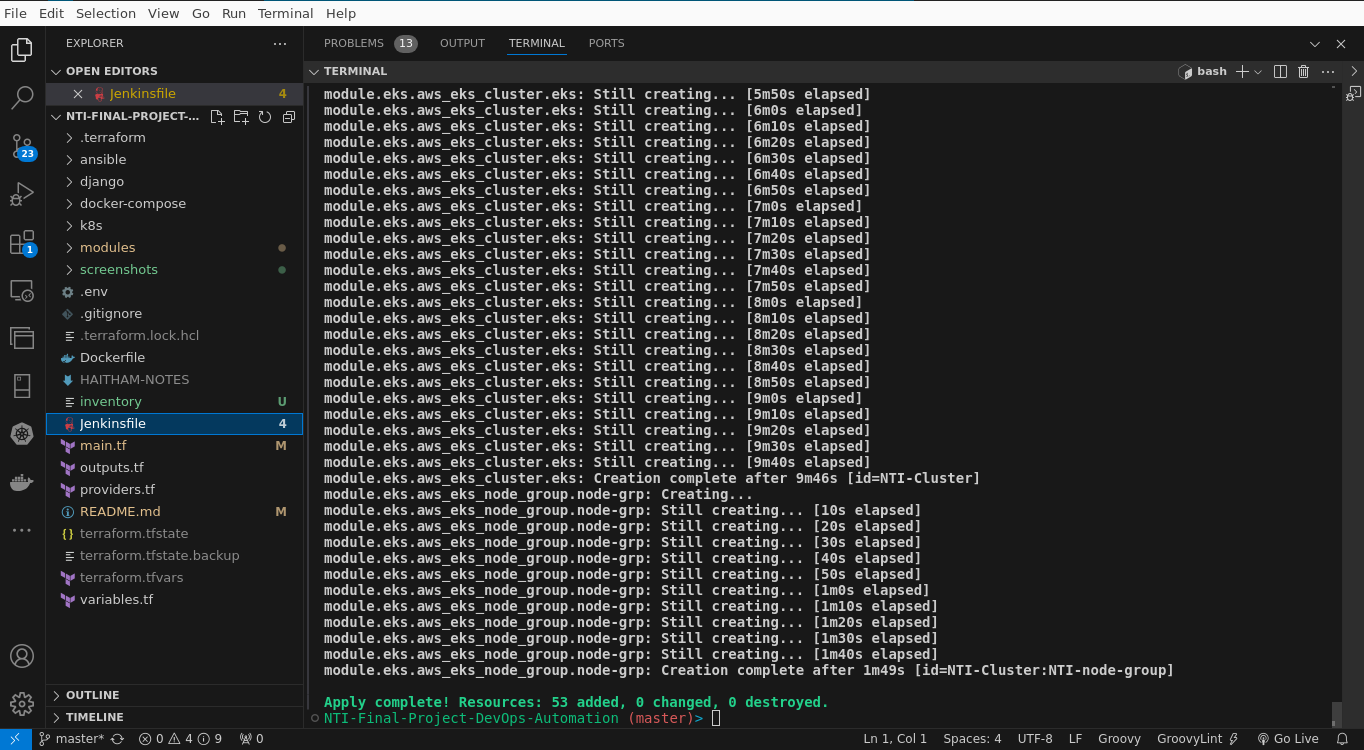 File Edit Selection View Go Run Terminal Help
EXPLORER
OPEN EDITORS
Jenkinsfile 4
NTI-FINAL-PROJECT-...
.terraform
ansible
django
docker-compose
k8s
modules
screenshots
.env
.gitignore
.terraform.lock.hcl
Dockerfile
HAITHAM-NOTES
inventory U
Jenkinsfile 4
main.tf M
outputs.tf
providers.tf
README.md M
terraform.tfstate
terraform.tfstate.backup
terraform.tfvars
variables.tf
OUTLINE
TIMELINE
23
1
PROBLEMS 13 OUTPUT TERMINAL PORTS
TERMINAL bash
module.eks.aws_eks_cluster.eks: Still creating... [5m50s elapsed]
module.eks.aws_eks_cluster.eks: Still creating... [6m0s elapsed]
module.eks.aws_eks_cluster.eks: Still creating... [6m10s elapsed]
module.eks.aws_eks_cluster.eks: Still creating... [6m20s elapsed]
module.eks.aws_eks_cluster.eks: Still creating... [6m30s elapsed]
module.eks.aws_eks_cluster.eks: Still creating... [6m40s elapsed]
module.eks.aws_eks_cluster.eks: Still creating... [6m50s elapsed]
module.eks.aws_eks_cluster.eks: Still creating... [7m0s elapsed]
module.eks.aws_eks_cluster.eks: Still creating... [7m10s elapsed]
module.eks.aws_eks_cluster.eks: Still creating... [7m20s elapsed]
module.eks.aws_eks_cluster.eks: Still creating... [7m30s elapsed]
module.eks.aws_eks_cluster.eks: Still creating... [7m40s elapsed]
module.eks.aws_eks_cluster.eks: Still creating... [7m50s elapsed]
module.eks.aws_eks_cluster.eks: Still creating... [8m0s elapsed]
module.eks.aws_eks_cluster.eks: Still creating... [8m10s elapsed]
module.eks.aws_eks_cluster.eks: Still creating... [8m20s elapsed]
module.eks.aws_eks_cluster.eks: Still creating... [8m30s elapsed]
module.eks.aws_eks_cluster.eks: Still creating... [8m40s elapsed]
module.eks.aws_eks_cluster.eks: Still creating... [8m50s elapsed]
module.eks.aws_eks_cluster.eks: Still creating... [9m0s elapsed]
module.eks.aws_eks_cluster.eks: Still creating... [9m10s elapsed]
module.eks.aws_eks_cluster.eks: Still creating... [9m20s elapsed]
module.eks.aws_eks_cluster.eks: Still creating... [9m30s elapsed]
module.eks.aws_eks_cluster.eks: Still creating... [9m40s elapsed]
module.eks.aws_eks_cluster.eks: Creation complete after 9m46s [id=NTI-Cluster]
module.eks.aws_eks_node_group.node-grp: Creating...
module.eks.aws_eks_node_group.node-grp: Still creating... [10s elapsed]
module.eks.aws_eks_node_group.node-grp: Still creating... [20s elapsed]
module.eks.aws_eks_node_group.node-grp: Still creating... [30s elapsed]
module.eks.aws_eks_node_group.node-grp: Still creating... [40s elapsed]
module.eks.aws_eks_node_group.node-grp: Still creating... [50s elapsed]
module.eks.aws_eks_node_group.node-grp: Still creating... [1m0s elapsed]
module.eks.aws_eks_node_group.node-grp: Still creating... [1m10s elapsed]
module.eks.aws_eks_node_group.node-grp: Still creating... [1m20s elapsed]
module.eks.aws_eks_node_group.node-grp: Still creating... [1m30s elapsed]
module.eks.aws_eks_node_group.node-grp: Still creating... [1m40s elapsed]
module.eks.aws_eks_node_group.node-grp: Creation complete after 1m49s [id=NTI-Cluster:NTI-node-group]
Apply complete! Resources: 53 added, 0 changed, 0 destroyed.
NTI-Final-Project-DevOps-Automation (master)>
master* 0 4 9 0 Ln 1, Col 1 Spaces: 4 UTF-8 LF Groovy GroovyLint Go Live